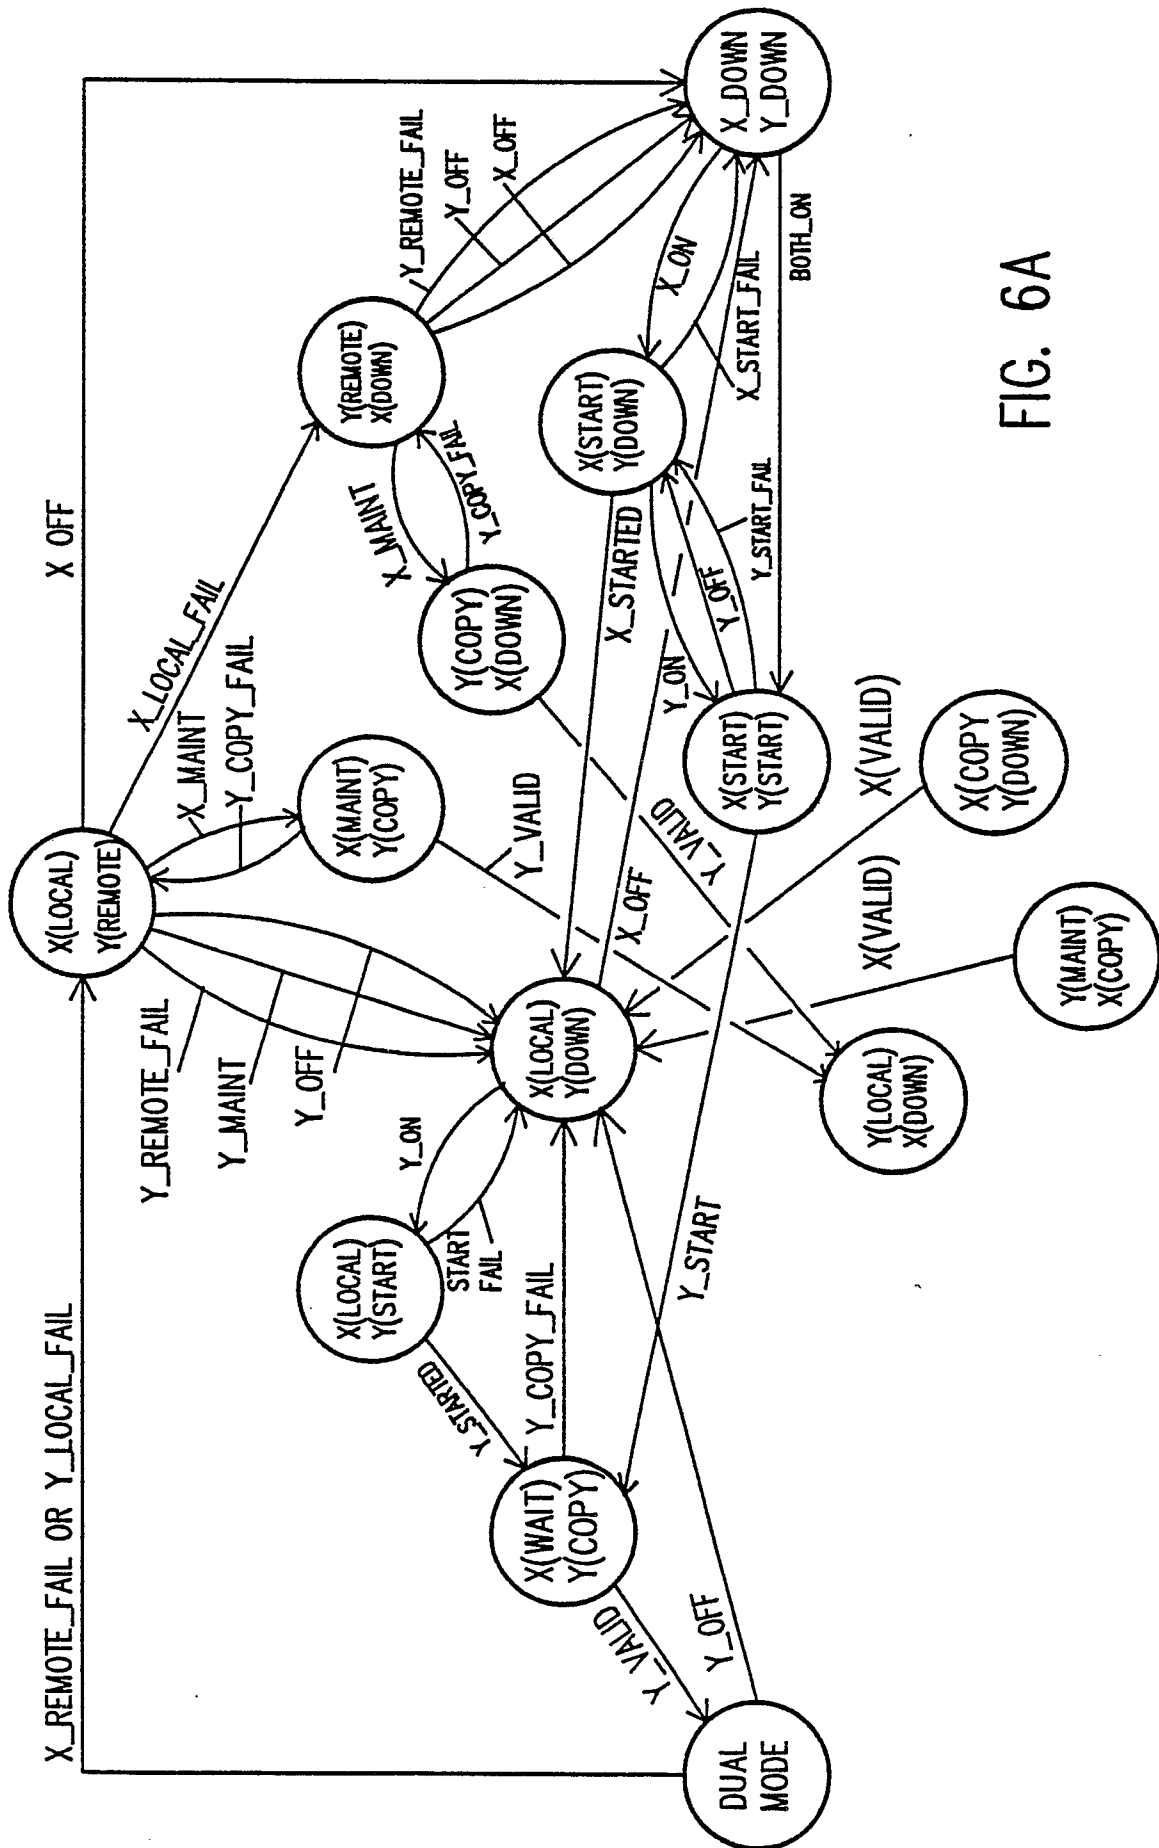 X_REMOTE_FAIL OR Y_LOCAL_FAIL
X OFF
X(LOCAL)
Y(REMOTE)
X_LOCAL_FAIL
X_MAINT
Y_COPY_FAIL
Y_REMOTE_FAIL
Y_MAINT
Y_OFF
X(MAINT)
Y(COPY)
Y(REMOTE)
X(DOWN)
Y_REMOTE_FAIL
Y_OFF
X_OFF
X_MAINT
Y_COPY_FAIL
X(LOCAL)
Y(START)
Y_ON
START
FAIL
Y_STARTED
Y(COPY)
X(DOWN)
Y_VALID
X_STARTED
X(START)
Y(DOWN)
X_ON
X_START_FAIL
X(WAIT)
Y(COPY)
Y_COPY_FAIL
X(LOCAL)
Y(DOWN)
X_OFF
Y_VALID
Y_ON
Y_OFF
Y_START_FAIL
Y_VALID
Y_START
Y_OFF
DUAL
MODE
X(START)
Y(START)
X_DOWN
Y_DOWN
BOTH_ON
Y(LOCAL)
X(DOWN)
X(VALID)
X(VALID)
X(COPY
Y(DOWN)
Y(MAINT)
X(COPY)
FIG. 6A